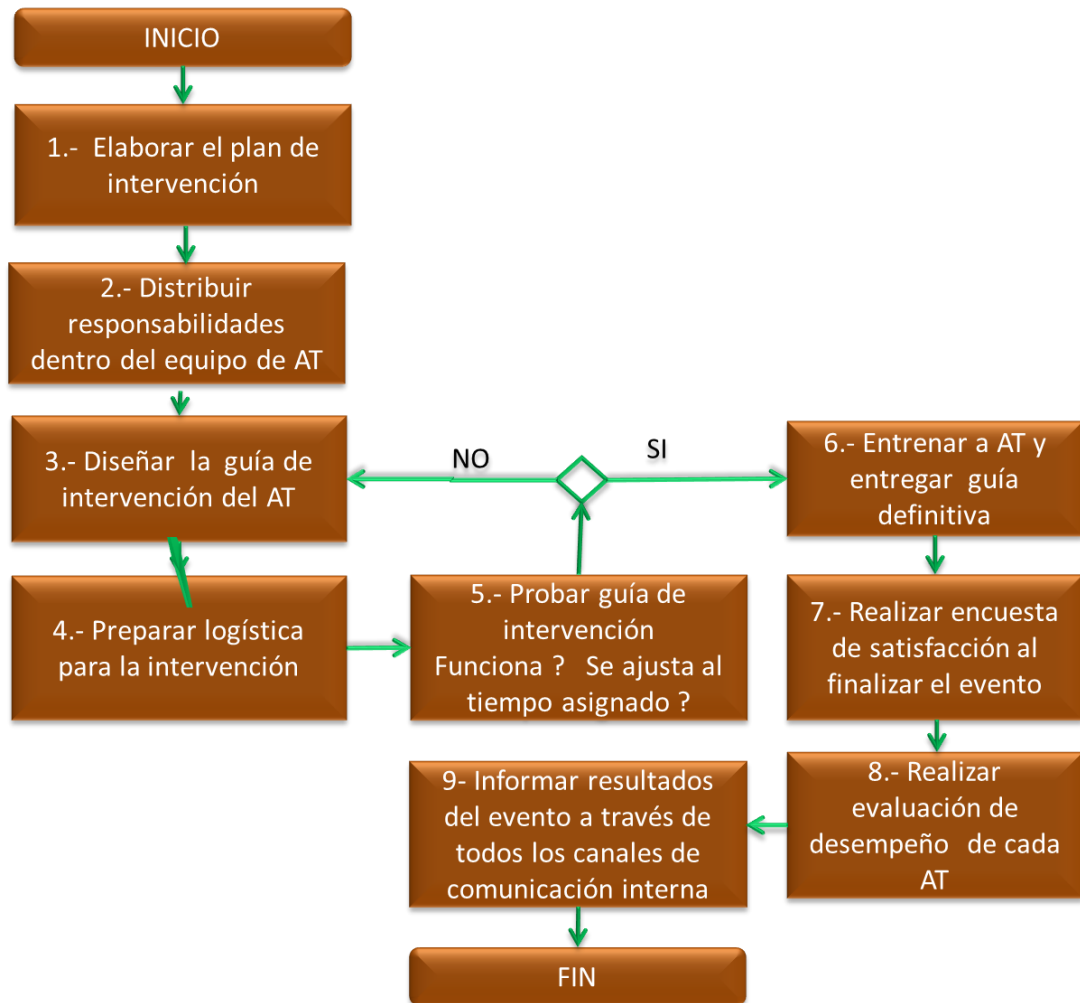 INICIO
1.- Elaborar el plan de
intervención
2.- Distribuir
responsabilidades
dentro del equipo de AT
3.- Diseñar la guía de
intervención del AT
4.- Preparar logística
para la intervención
5.- Probar guía de
intervención
Funciona ? Se ajusta al
tiempo asignado ?
NO
SI
6.- Entrenar a AT y
entregar guía
definitiva
7.- Realizar encuesta
de satisfacción al
finalizar el evento
8.- Realizar
evaluación de
desempeño de cada
AT
9- Informar resultados
del evento a través de
todos los canales de
comunicación interna
FIN